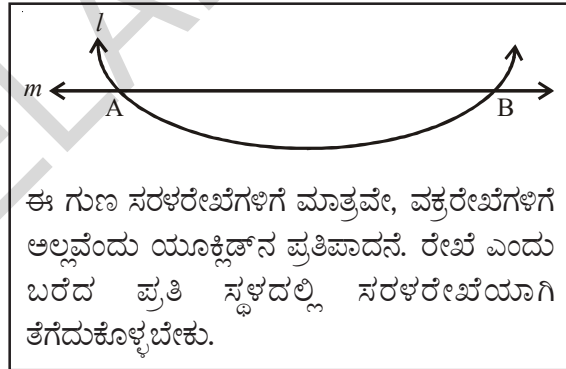 l
m
A B
ಈ ಗುಣ ಸರಳರೇಖೆಗಳಿಗೆ ಮಾತ್ರವೇ, ವಕ್ರರೇಖೆಗಳಿಗೆ
ಅಲ್ಲವೆಂದು ಯೂಕ್ಲಿಡ್‌ನ ಪ್ರತಿಪಾದನೆ. ರೇಖೆ ಎಂದು
ಬರೆದ ಪ್ರತಿ ಸ್ಥಳದಲ್ಲಿ ಸರಳರೇಖೆಯಾಗಿ
ತೆಗೆದುಕೊಳ್ಳಬೇಕು.